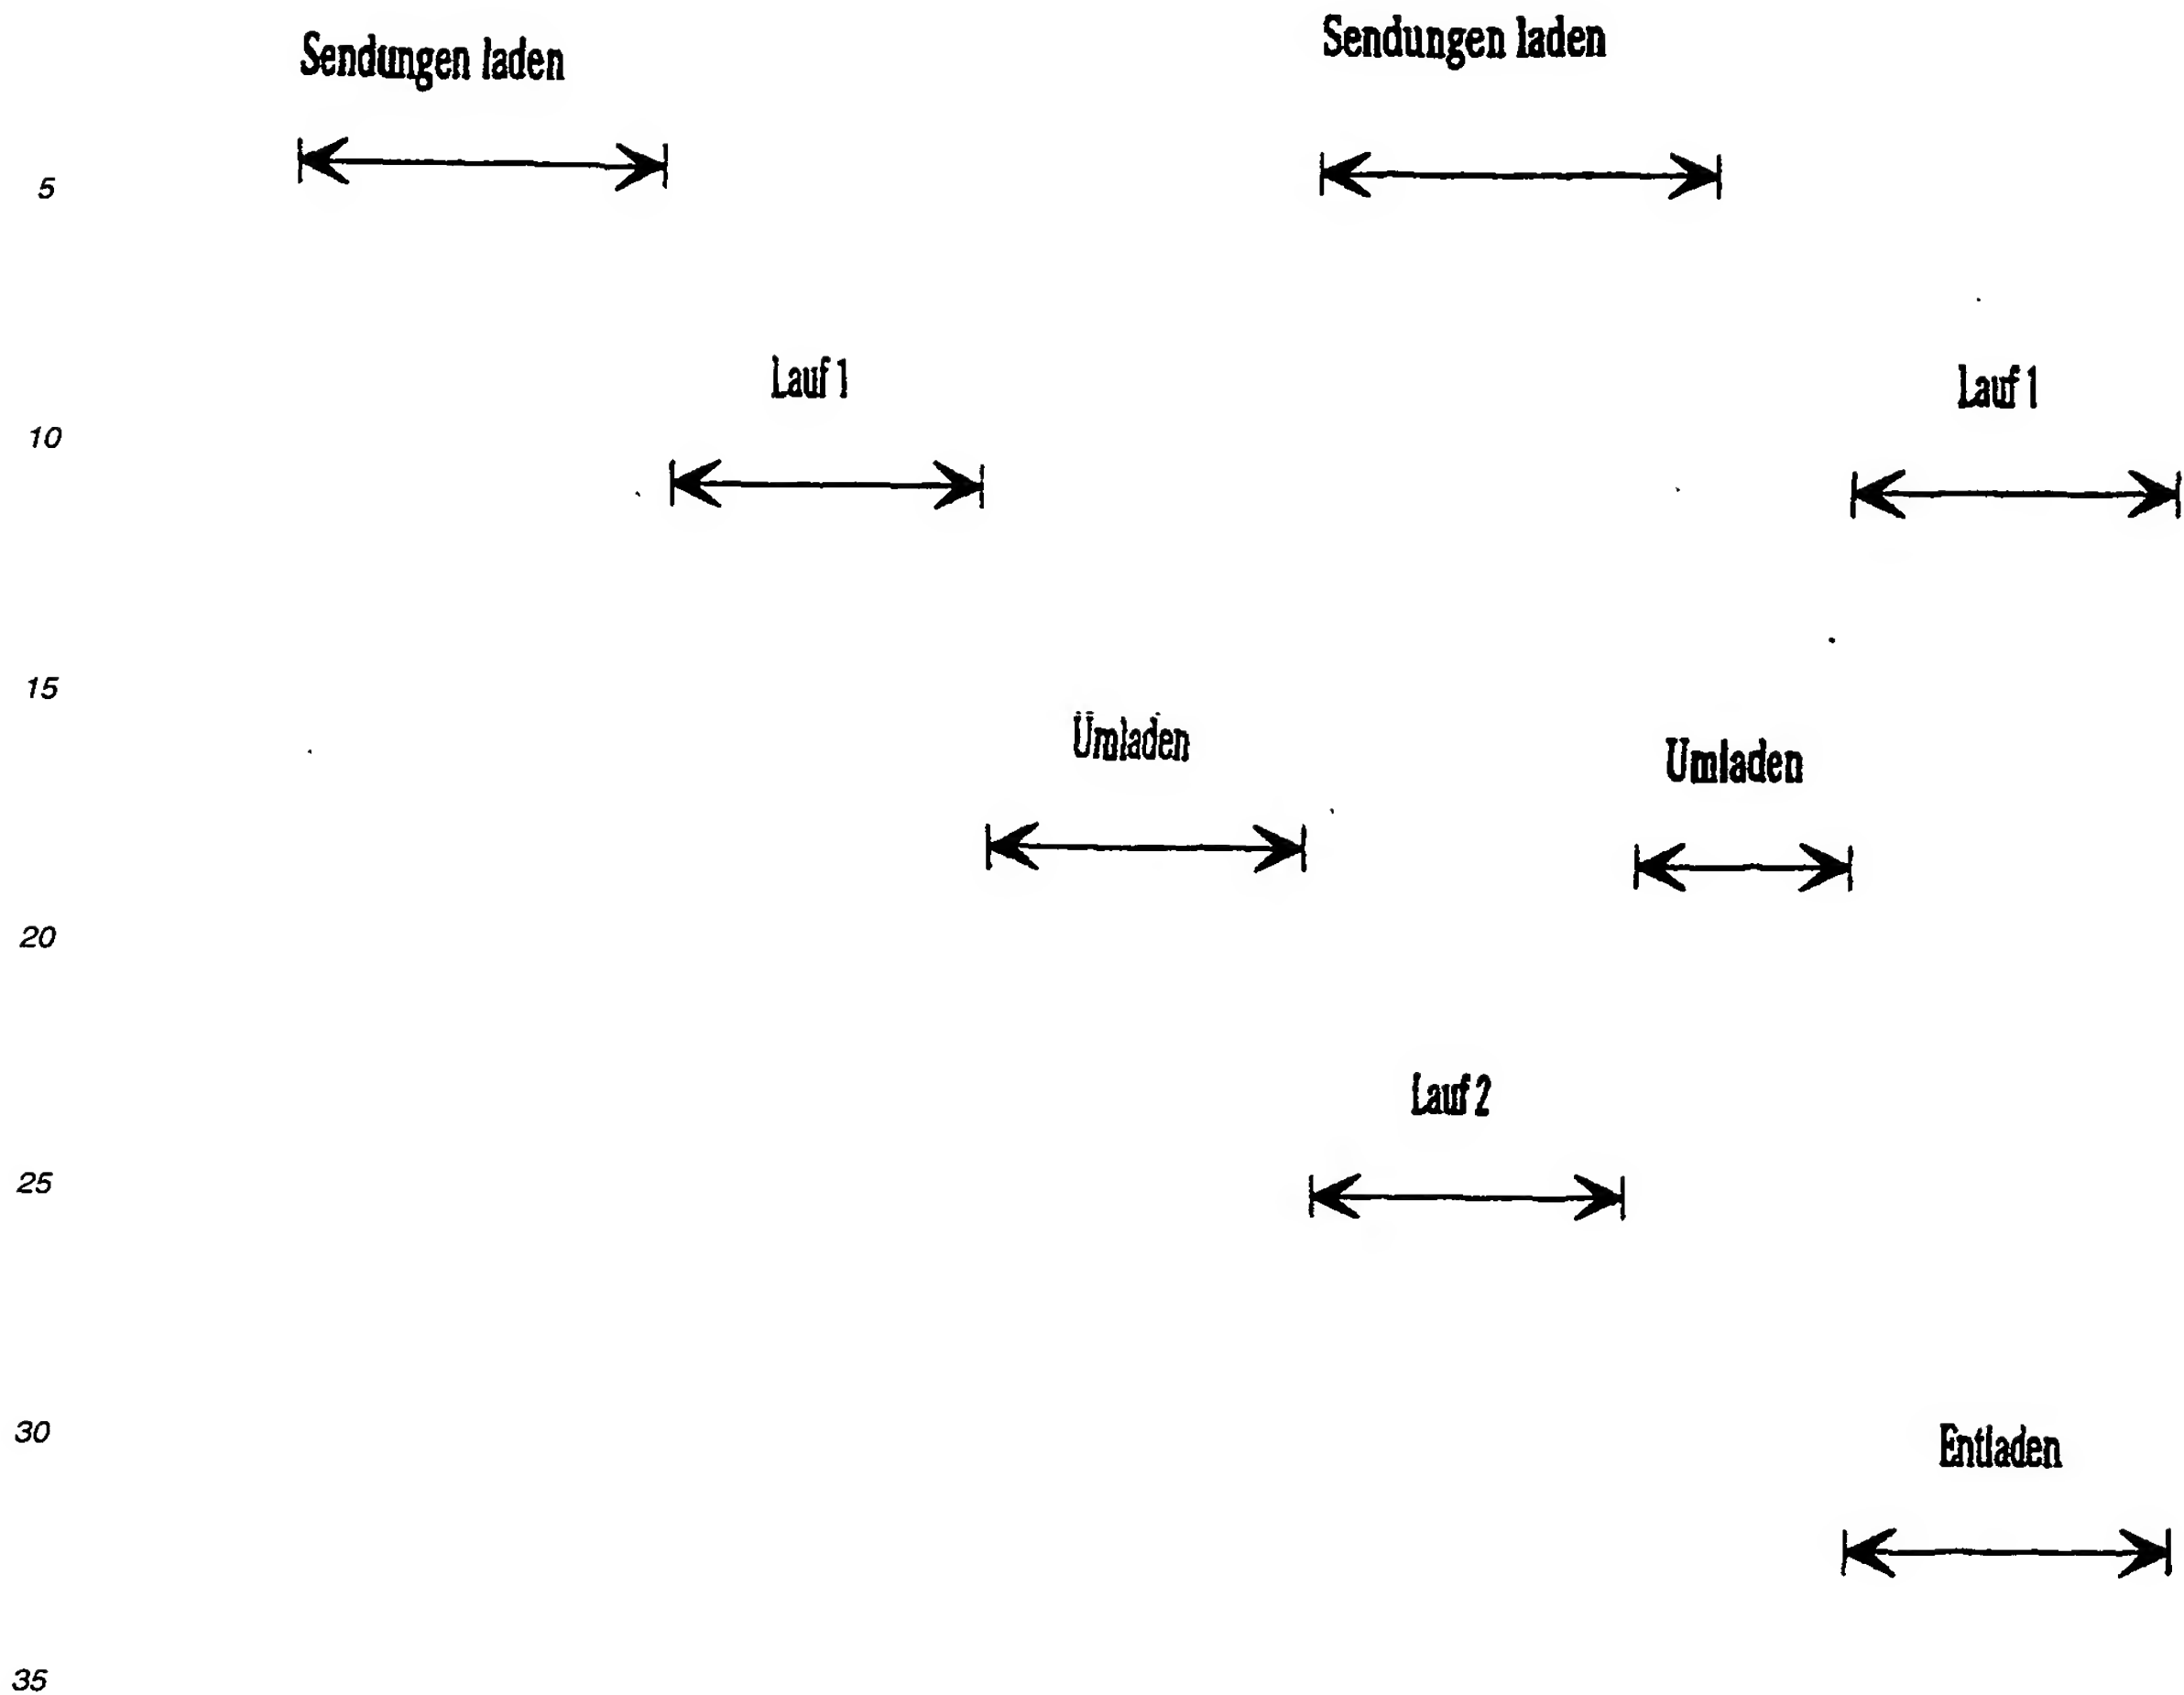 Sendungen laden
Sendungen laden
5
Lauf 1
Lauf 1
10
15
Umladen
Umladen
20
Lauf 2
25
30
Entladen
35